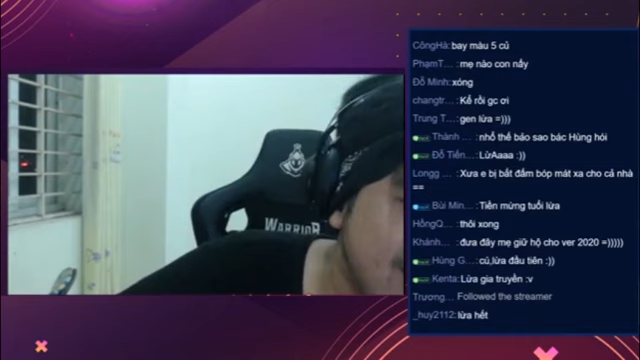 CôngHà: bay màu 5 củ
PhạmT... : mẹ nào con nấy
Đỗ Minh: xóng
changtr... : Kể rồi gc ơi
Trung T... : gen lừa =)))
Thành ... : nhổ thế bảo sao bác Hùng hói
Đỗ Tiến... : LừAaaa :))
Longg ... : Xưa e bị bắt đấm bóp mát xa cho cả nhà
==
Bùi Min... : Tiền mừng tuổi lừa
HồngQ... : thôi xong
Khánh... : đưa đây mẹ giữ hộ cho ver 2020 =)))))
Hùng G... : cú,lừa đầu tiên :))
Kenta: Lừa gia truyền :v
Trương... Followed the streamer
_huy2112: lừa hết
WARRIOR